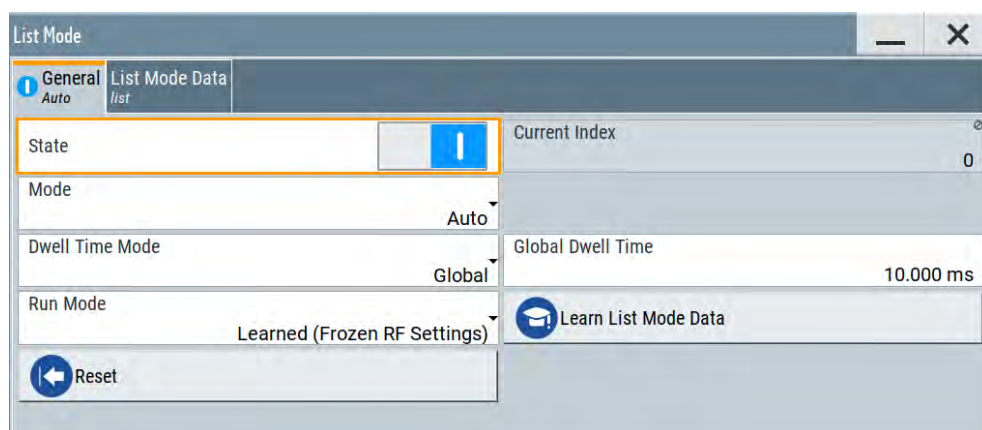 List Mode
General List Mode Data
Auto list
State
Current Index
0
Mode
Auto
Dwell Time Mode
Global
Global Dwell Time
10.000 ms
Run Mode
Learned (Frozen RF Settings)
Learn List Mode Data
Reset